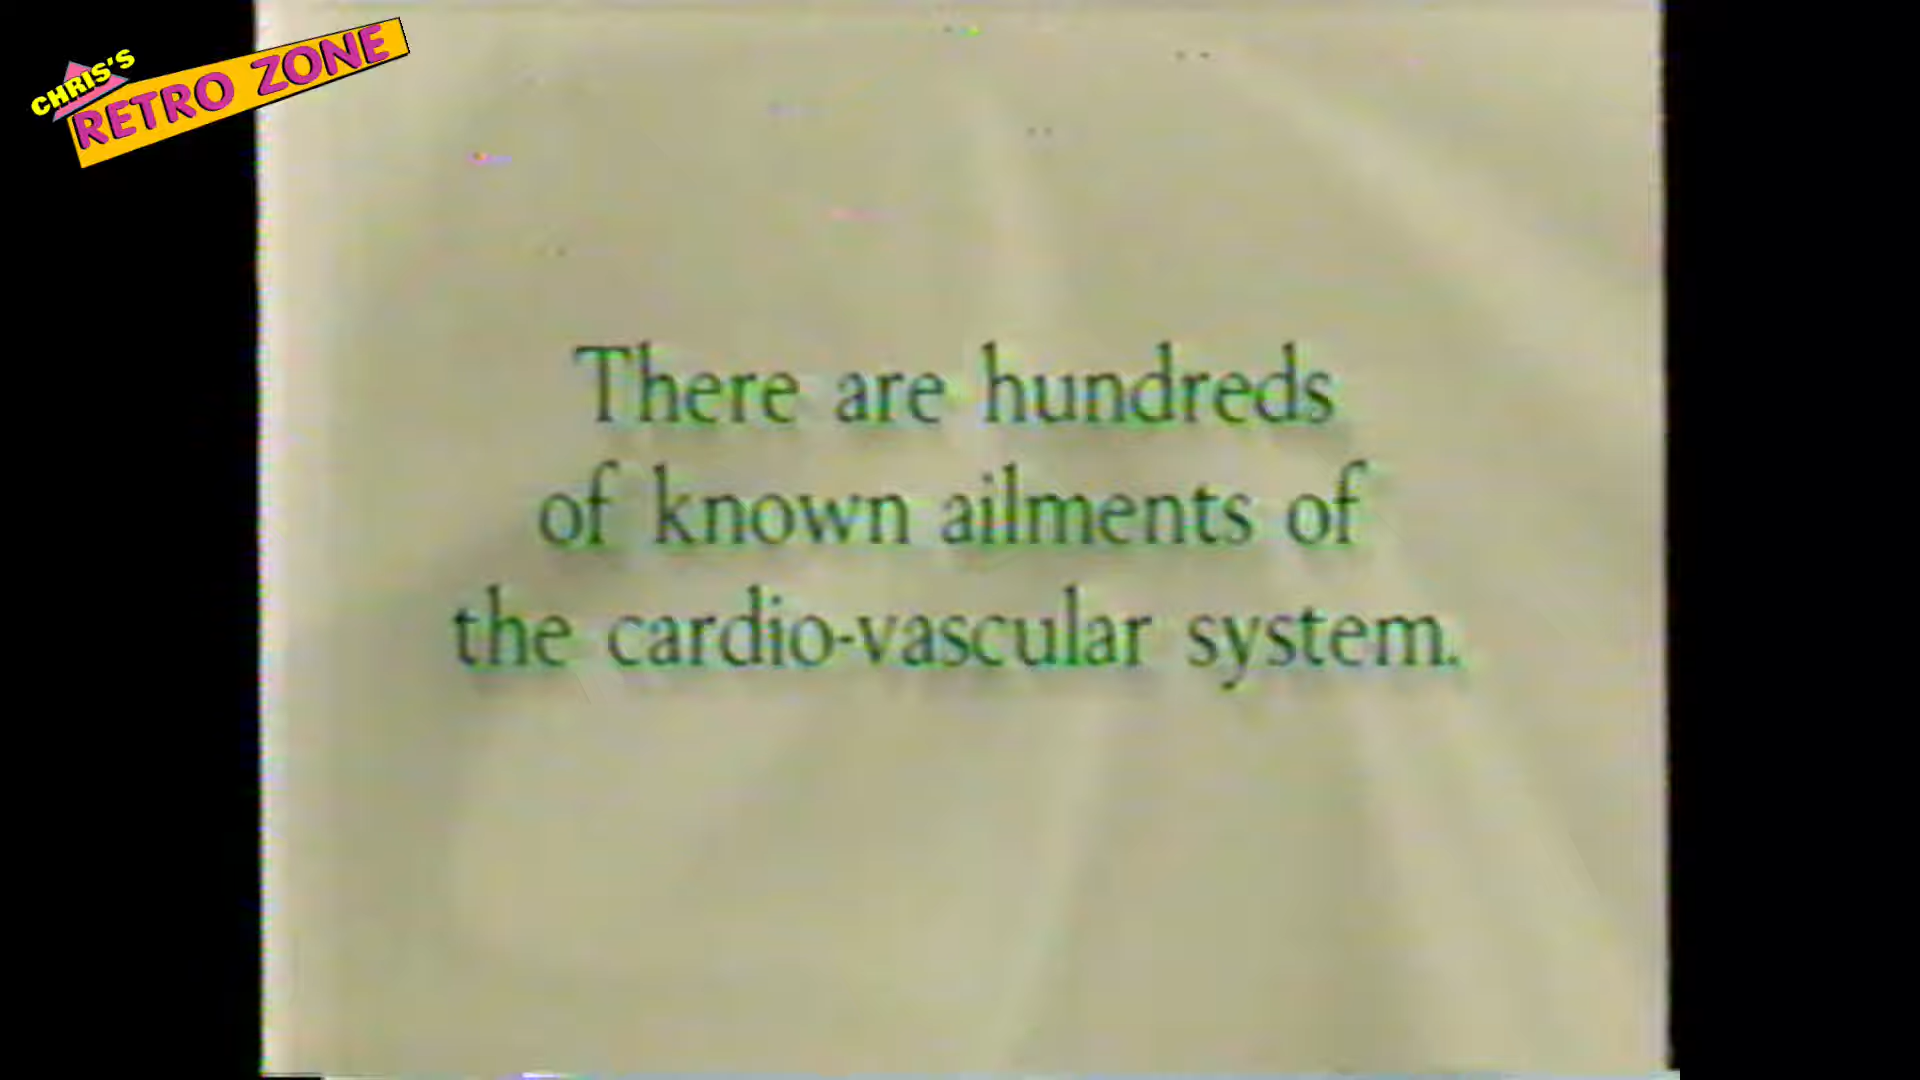 CHRIS'S
RETRO ZONE
There are hundreds
of known ailments of
the cardio-vascular system.